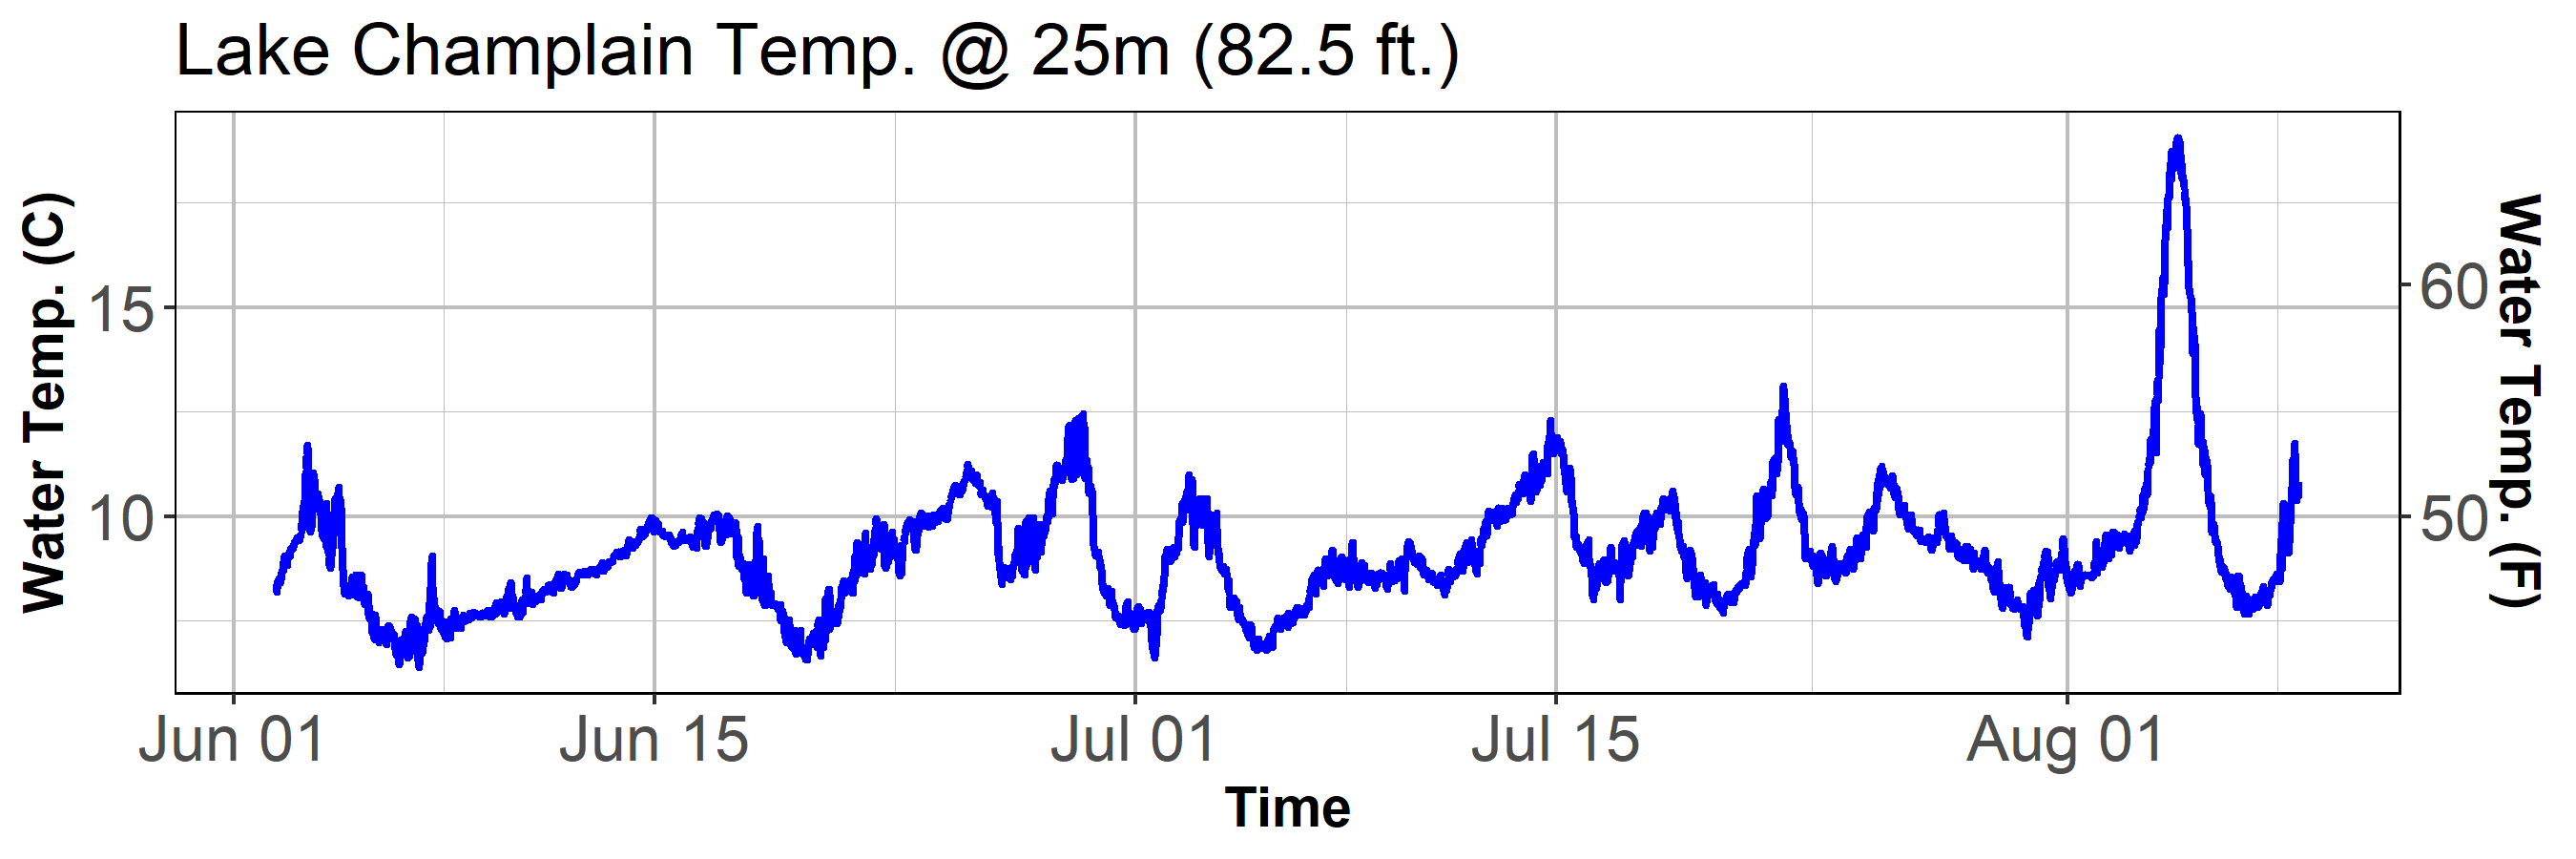 Lake Champlain Temp. @ 25m (82.5 ft.)
Water Temp. (C)
15
10
60
50
Water Temp. (F)
Jun 01
Jun 15
Jul 01
Jul 15
Aug 01
Time